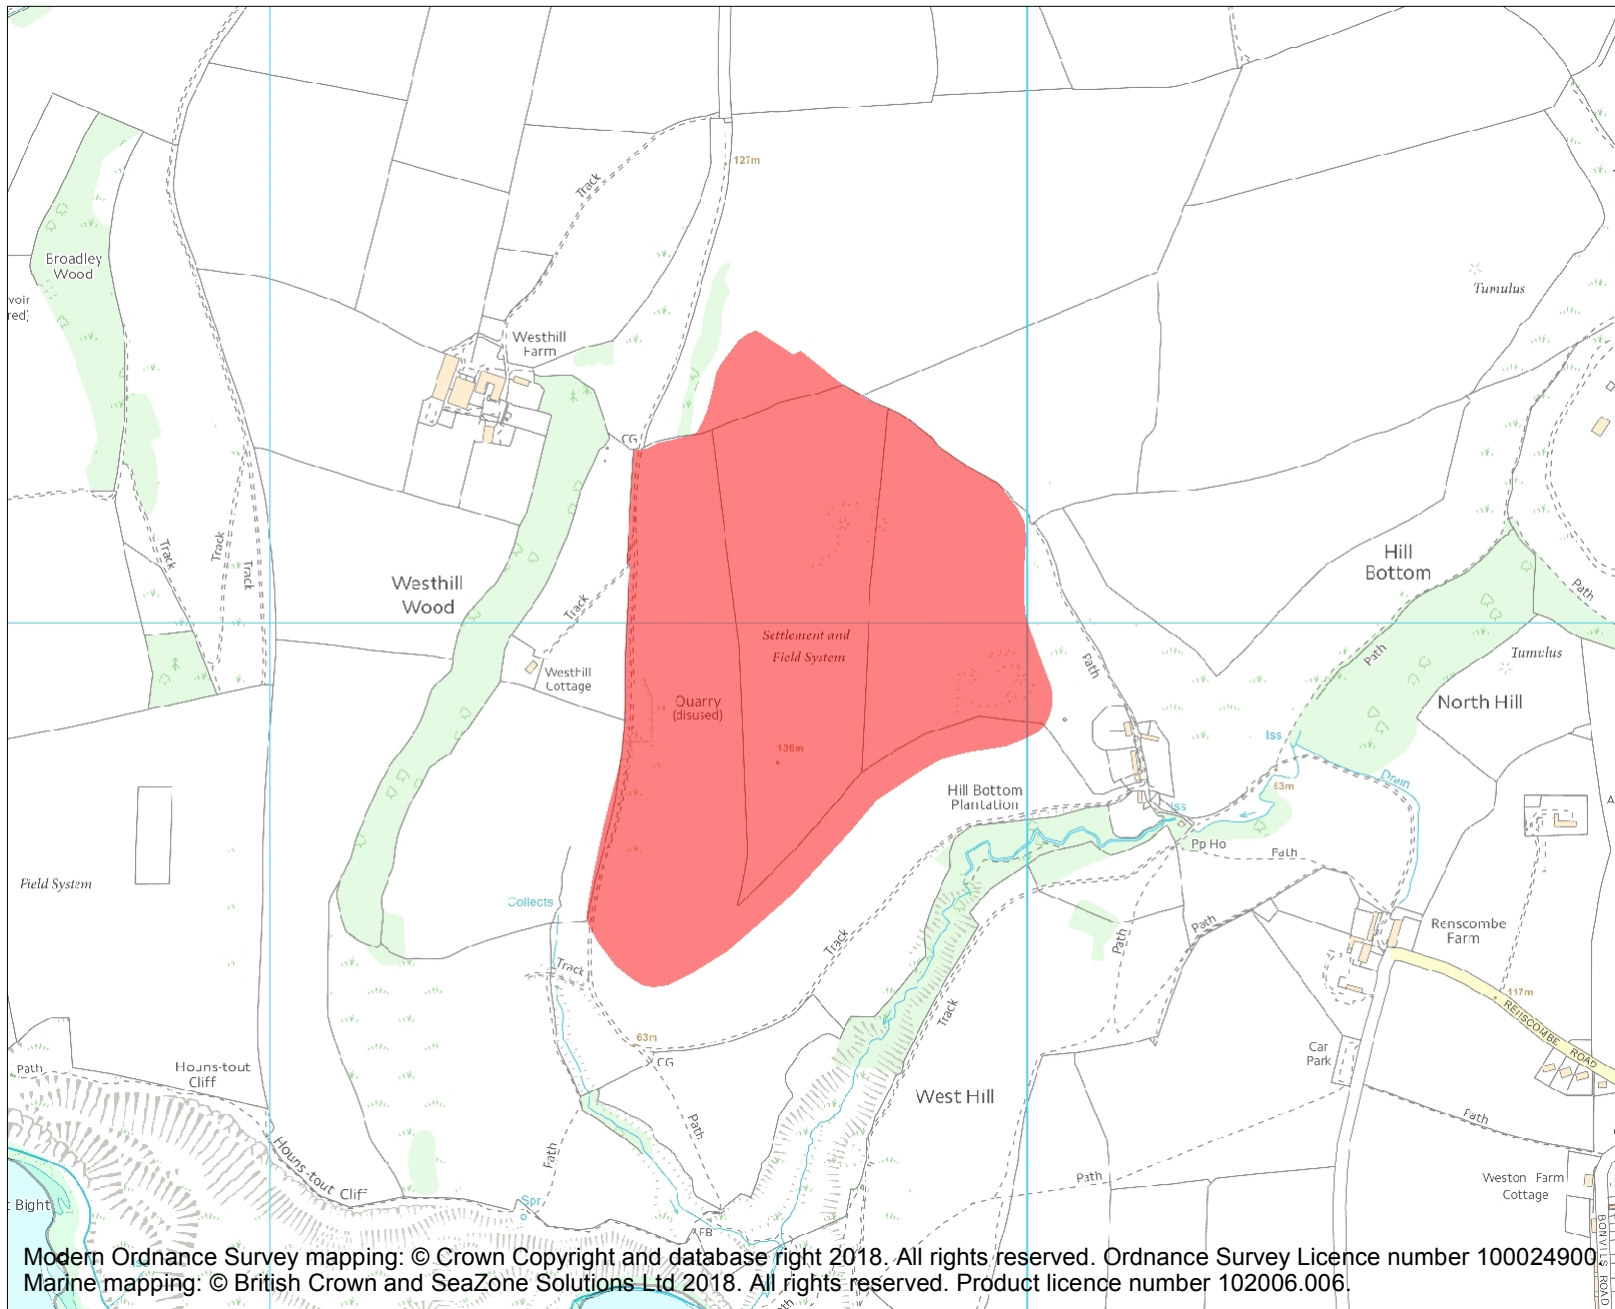 127m
Track
Broadley
Wood
Tumulus
voir
red)
Westhill
Farm
CG
Track
Track
Track
Hill
Bottom
Westhill
Wood
Track
Path
Settlement and
Field System
Path
Path
Tumulus
Westhill
Cottage
Quarry
(disused)
North Hill
Iss
136m
Drain
63m
Hill Bottom
Plantation
Iss
Pp Ho
Path
Field System
Collects
Path
Path
Renscombe
Farm
Track
Track
117m
RENSCOMBE ROAD
Track
63m
CG
Car
Park
Path
Houns-tout
Cliff
West Hill
Path
Path
Path
Houns-tout Cliff
Path
Weston Farm
Cottage
Spr
t Bight
FB
BONVILS ROAD
Modern Ordnance Survey mapping: © Crown Copyright and database right 2018. All rights reserved. Ordnance Survey Licence number 100024900.
Marine mapping: © British Crown and SeaZone Solutions Ltd 2018. All rights reserved. Product licence number 102006.006.